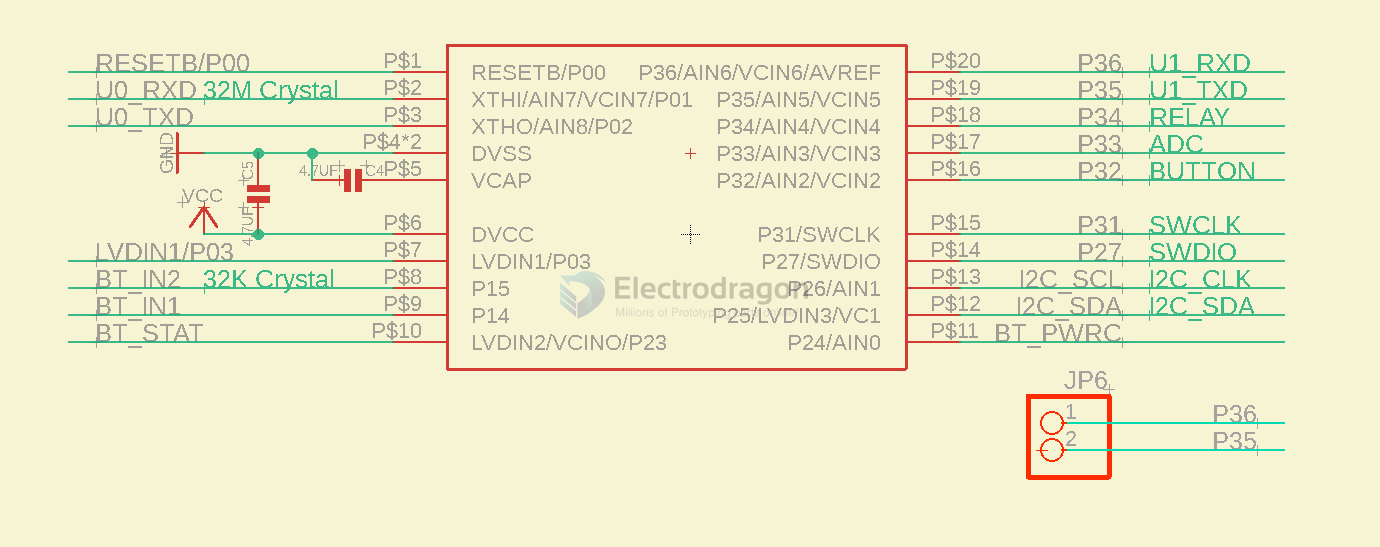 RESETB/P00 P$1 RESETB/P00 P36/AIN6/VCIN6/AVREF P$20 P36 U1_RXD
U0_RXD 32M Crystal P$2 XTHI/AIN7/VCIN7/P01 P35/AIN5/VCIN5 P$19 P35 U1_TXD
U0_TXD P$3 XTHO/AIN8/P02 P34/AIN4/VCIN4 P$18 P34 RELAY
GND P$4*2 DVSS P33/AIN3/VCIN3 P$17 P33 ADC
C5 4.7UF C4 P$5 VCAP P32/AIN2/VCIN2 P$16 P32 BUTTON
VCC
4.7UF P$6 DVCC P31/SWCLK P$15 P31 SWCLK
LVDIN1/P03 P$7 LVDIN1/P03 P27/SWDIO P$14 P27 SWDIO
BT_IN2 32K Crystal P$8 P15 P26/AIN1 P$13 I2C_SCL I2C_CLK
Electrodragon
BT_IN1 P$9 P14 P25/LVDIN3/VC1 P$12 I2C_SDA I2C_SDA
Millions of Prototyping
BT_STAT P$10 LVDIN2/VCINO/P23 P24/AIN0 P$11 BT_PWRC
JP6
1 P36
2 P35